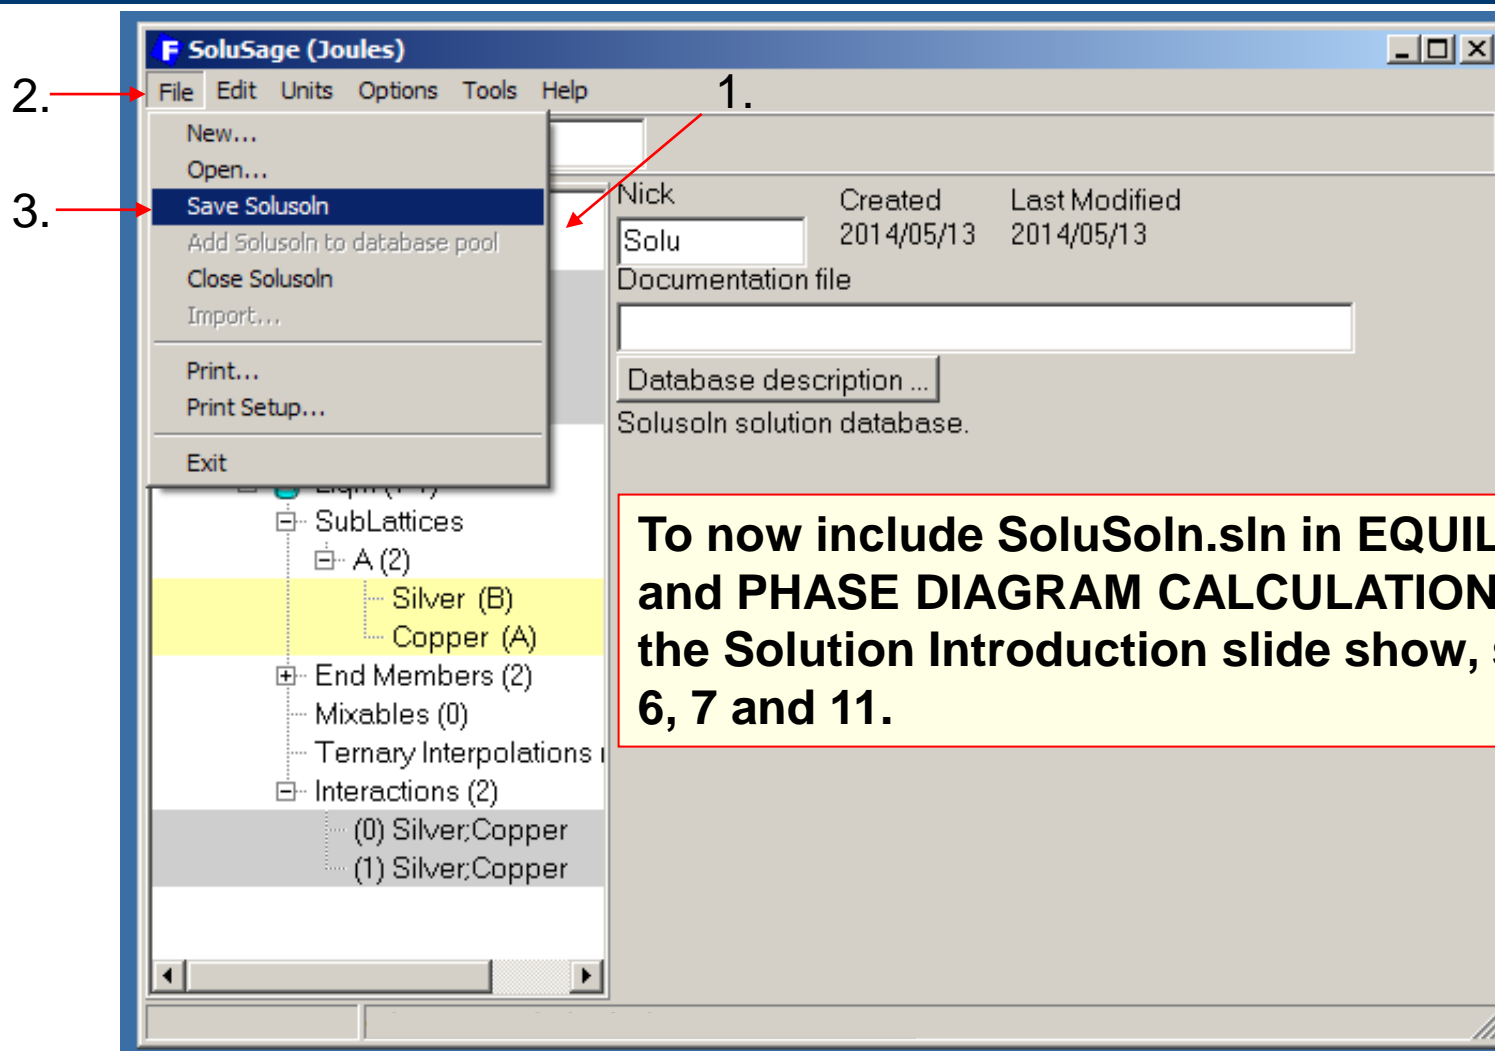 SoluSage (Joules)
2.
File Edit Units Options Tools Help
1.
New...
Open...
3.
Save Solusoln
Add Solusoln to database pool
Close Solusoln
Import...
Print...
Print Setup...
Exit
Nick Created Last Modified
Solu 2014/05/13 2014/05/13
Documentation file
Database description ...
Solusoln solution database.
SubLattices
A (2)
Silver (B)
Copper (A)
End Members (2)
Mixables (0)
Ternary Interpolations
Interactions (2)
(0) Silver;Copper
(1) Silver;Copper
To now include SoluSoln.sln in EQUIL
and PHASE DIAGRAM CALCULATION
the Solution Introduction slide show,
6, 7 and 11.